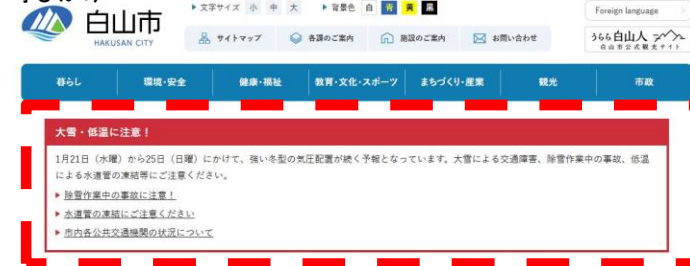 白山市
HAKUSAN CITY
文字サイズ 小 中 大 背景色 白 青 黄 黒
サイトマップ 各課のご案内 施設のご案内 お問い合わせ
Foreign language
うらら白山人
白山市公式観光サイト
暮らし 環境・安全 健康・福祉 教育・文化・スポーツ まちづくり・産業 観光 市政
大雪・低温に注意！
1月21日（水曜）から25日（日曜）にかけて、強い冬型の気圧配置が続く予報となっています。大雪による交通障害、除雪作業中の事故、低温
による水道管の凍結等にご注意ください。
除雪作業中の事故に注意！
水道管の凍結にご注意ください
市内各公共交通機関の状況について